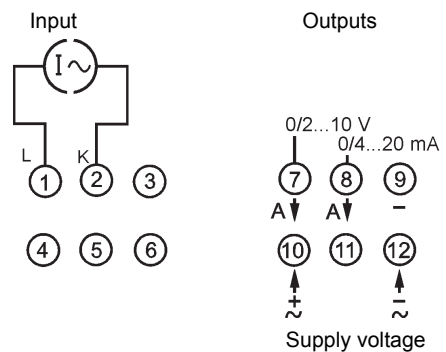 Input Outputs
I ~
0/2...10 V
0/4...20 mA
L K
1 2 3 7 8 9
A A –
4 5 6 10 11 12
+ –
~ ~
Supply voltage